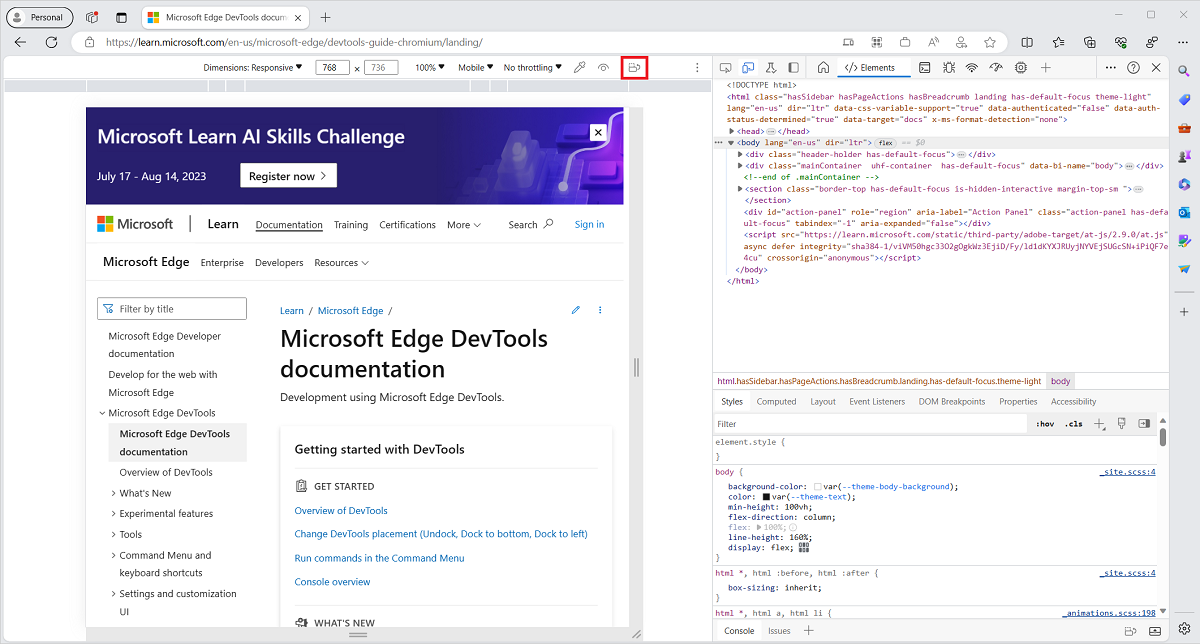 Personal
Microsoft Edge DevTools docum
https://learn.microsoft.com/en-us/microsoft-edge/devtools-guide-chromium/landing/
Dimensions: Responsive
768 × 736
100%
Mobile
No throttling
Elements
Microsoft Learn AI Skills Challenge
July 17 - Aug 14, 2023
Register now
Microsoft
Learn
Documentation
Training
Certifications
More
Search
Sign in
Microsoft Edge
Enterprise
Developers
Resources
Filter by title
Microsoft Edge Developer
documentation
Develop for the web with
Microsoft Edge
Microsoft Edge DevTools
Microsoft Edge DevTools
documentation
Overview of DevTools
What's New
Experimental features
Tools
Command Menu and
keyboard shortcuts
Settings and customization
UI
Learn / Microsoft Edge /
Microsoft Edge DevTools
documentation
Development using Microsoft Edge DevTools.
Getting started with DevTools
GET STARTED
Overview of DevTools
Change DevTools placement (Undock, Dock to bottom, Dock to left)
Run commands in the Command Menu
Console overview
WHAT'S NEW
<!DOCTYPE html>
<html class="hasSidebar hasPageActions hasBreadcrumb landing has-default-focus theme-light"
lang="en-us" dir="ltr" data-css-variable-support="true" data-authenticated="false" data-auth-
status-determined="true" data-target="docs" x-ms-format-detection="none">
<head> </head>
<body lang="en-us" dir="ltr"> flex == $0
<div class="header-holder has-default-focus"> </div>
<div class="mainContainer uhf-container has-default-focus" data-bi-name="body"> </div>
<!--end of .mainContainer -->
<section class="border-top has-default-focus is-hidden-interactive margin-top-sm ">
</section>
<div id="action-panel" role="region" aria-label="Action Panel" class="action-panel has-defa
ult-focus" tabindex="-1" aria-expanded="false"></div>
<script src="https://learn.microsoft.com/static/third-party/adobe-target/at-js/2.9.0/at.js"
async defer integrity=
4cu" crossorigin="anonymous"></script>
</body>
</html>
html.hasSidebar.hasPageActions.hasBreadcrumb.landing.has-default-focus.theme-light
body
Styles
Computed
Layout
Event Listeners
DOM Breakpoints
Properties
Accessibility
Filter
:hov
.cls
element.style {
}
body {
_site.scss:4
background-color: var(--theme-body-background);
color: var(--theme-text);
min-height: 100vh;
flex-direction: column;
flex: 100%;
line-height: 160%;
display: flex;
}
html *, html :before, html :after {
_site.scss:4
box-sizing: inherit;
}
html *, html a, html li {
_animations.scss:198
Console
Issues